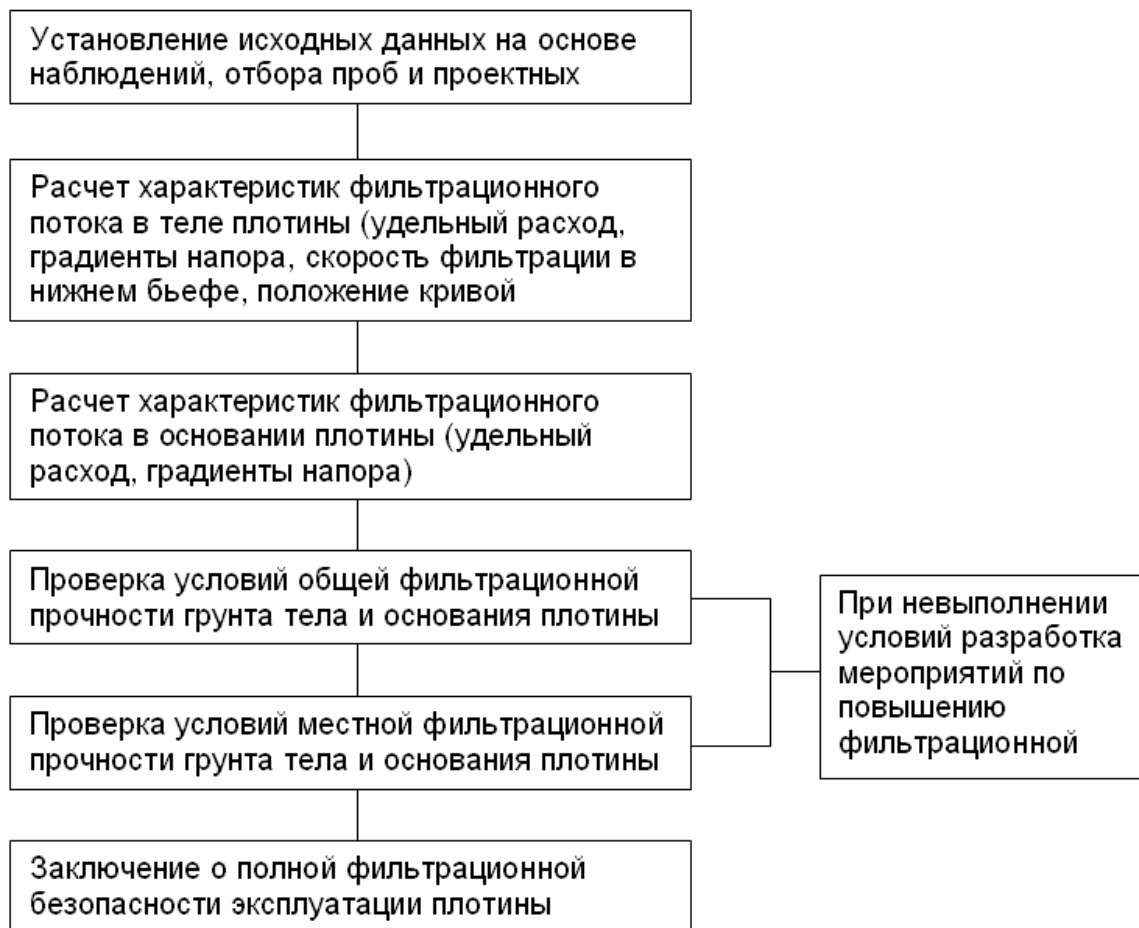 Установление исходных данных на основе
наблюдений, отбора проб и проектных
Расчет характеристик фильтрационного
потока в теле плотины (удельный расход,
градиенты напора, скорость фильтрации в
нижнем бьефе, положение кривой
Расчет характеристик фильтрационного
потока в основании плотины (удельный
расход, градиенты напора)
Проверка условий общей фильтрационной
прочности грунта тела и основания плотины
При невыполнении
условий разработка
мероприятий по
повышению
фильтрационной
Проверка условий местной фильтрационной
прочности грунта тела и основания плотины
Заключение о полной фильтрационной
безопасности эксплуатации плотины